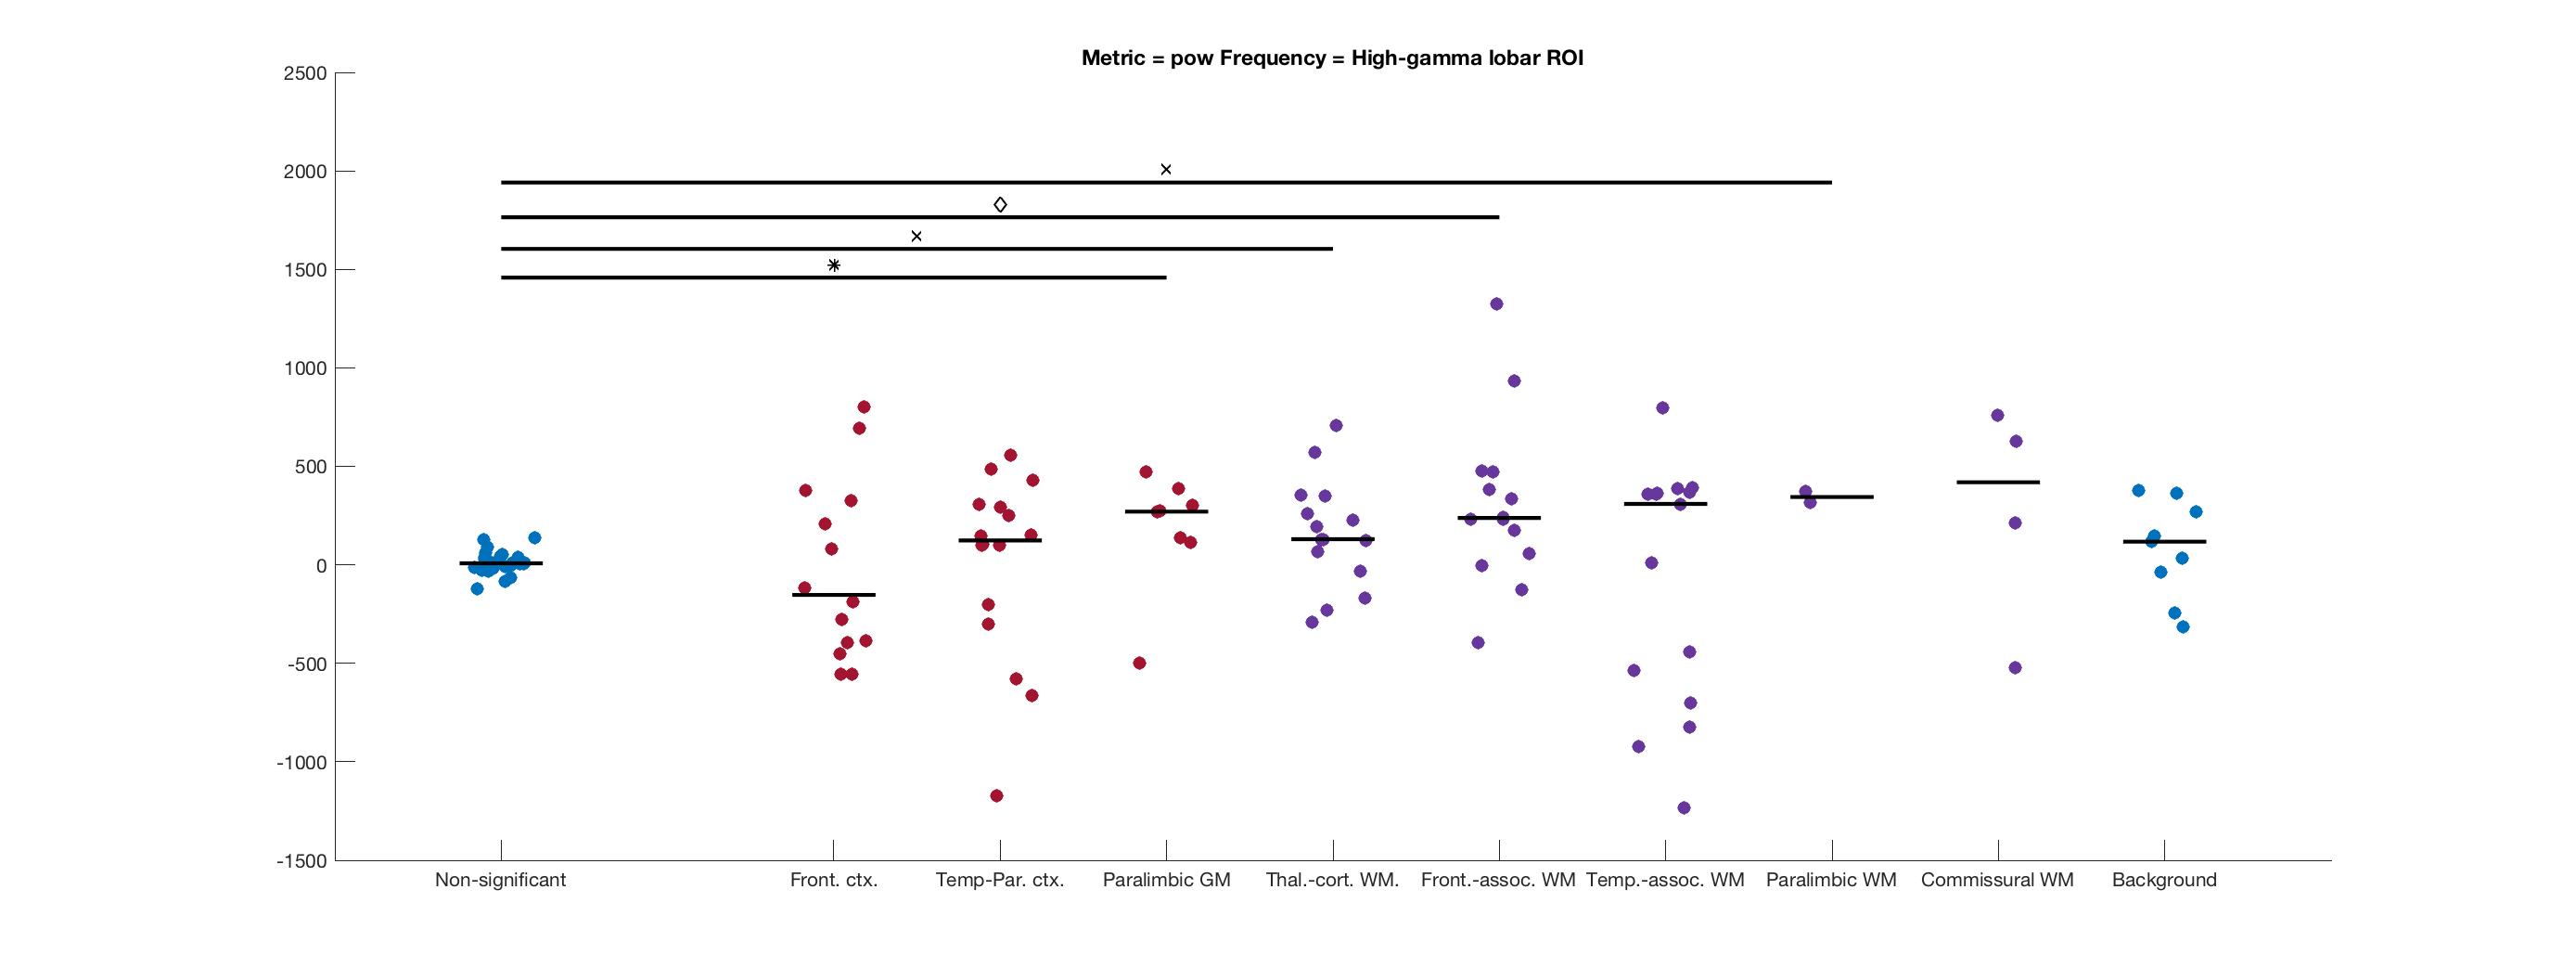 Metric = pow Frequency = High-gamma lobar ROI
2500
2000
1500
1000
500
0
-500
-1000
-1500
Non-significant
Front. ctx.
Temp-Par. ctx.
Paralimbic GM
Thal.-cort. WM.
Front.-assoc. WM
Temp.-assoc. WM
Paralimbic WM
Commissural WM
Background